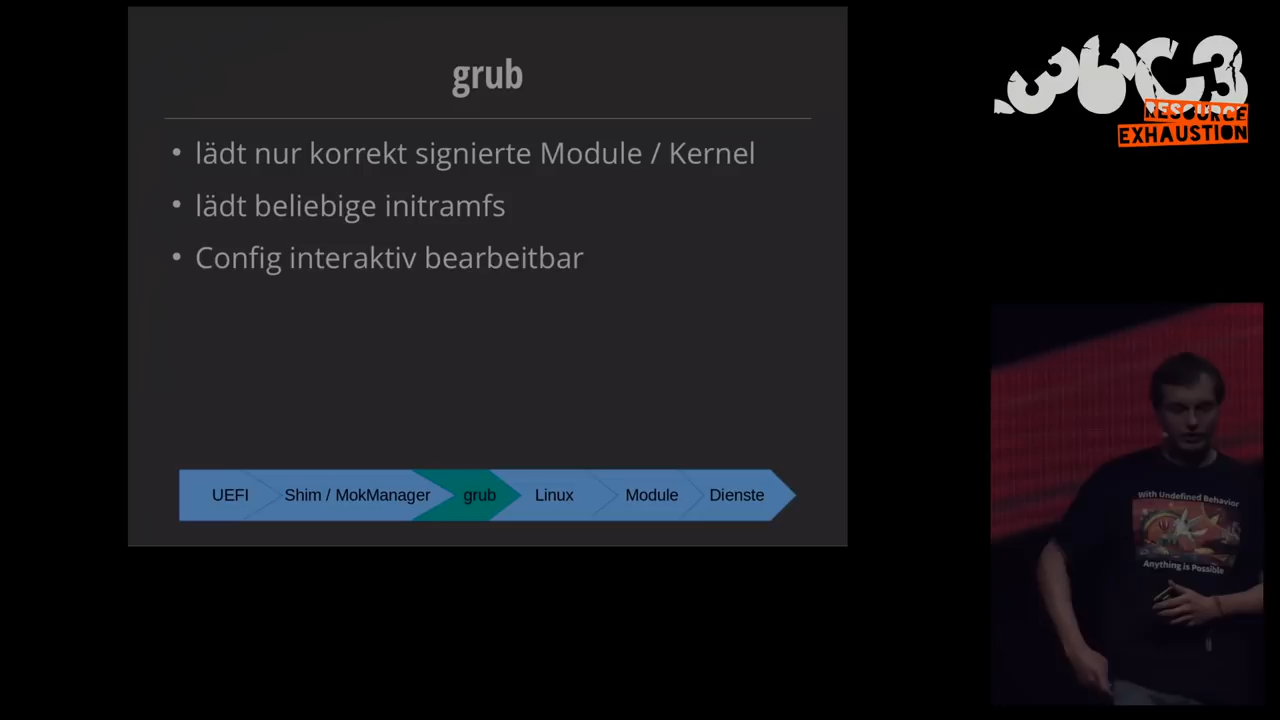 grub
• lädt nur korrekt signierte Module / Kernel
• lädt beliebige initramfs
• Config interaktiv bearbeitbar
UEFI Shim / MokManager grub Linux Module Dienste
36C3
RESOURCE
EXHAUSTION
With Undefined Behavior
Anything is Possible